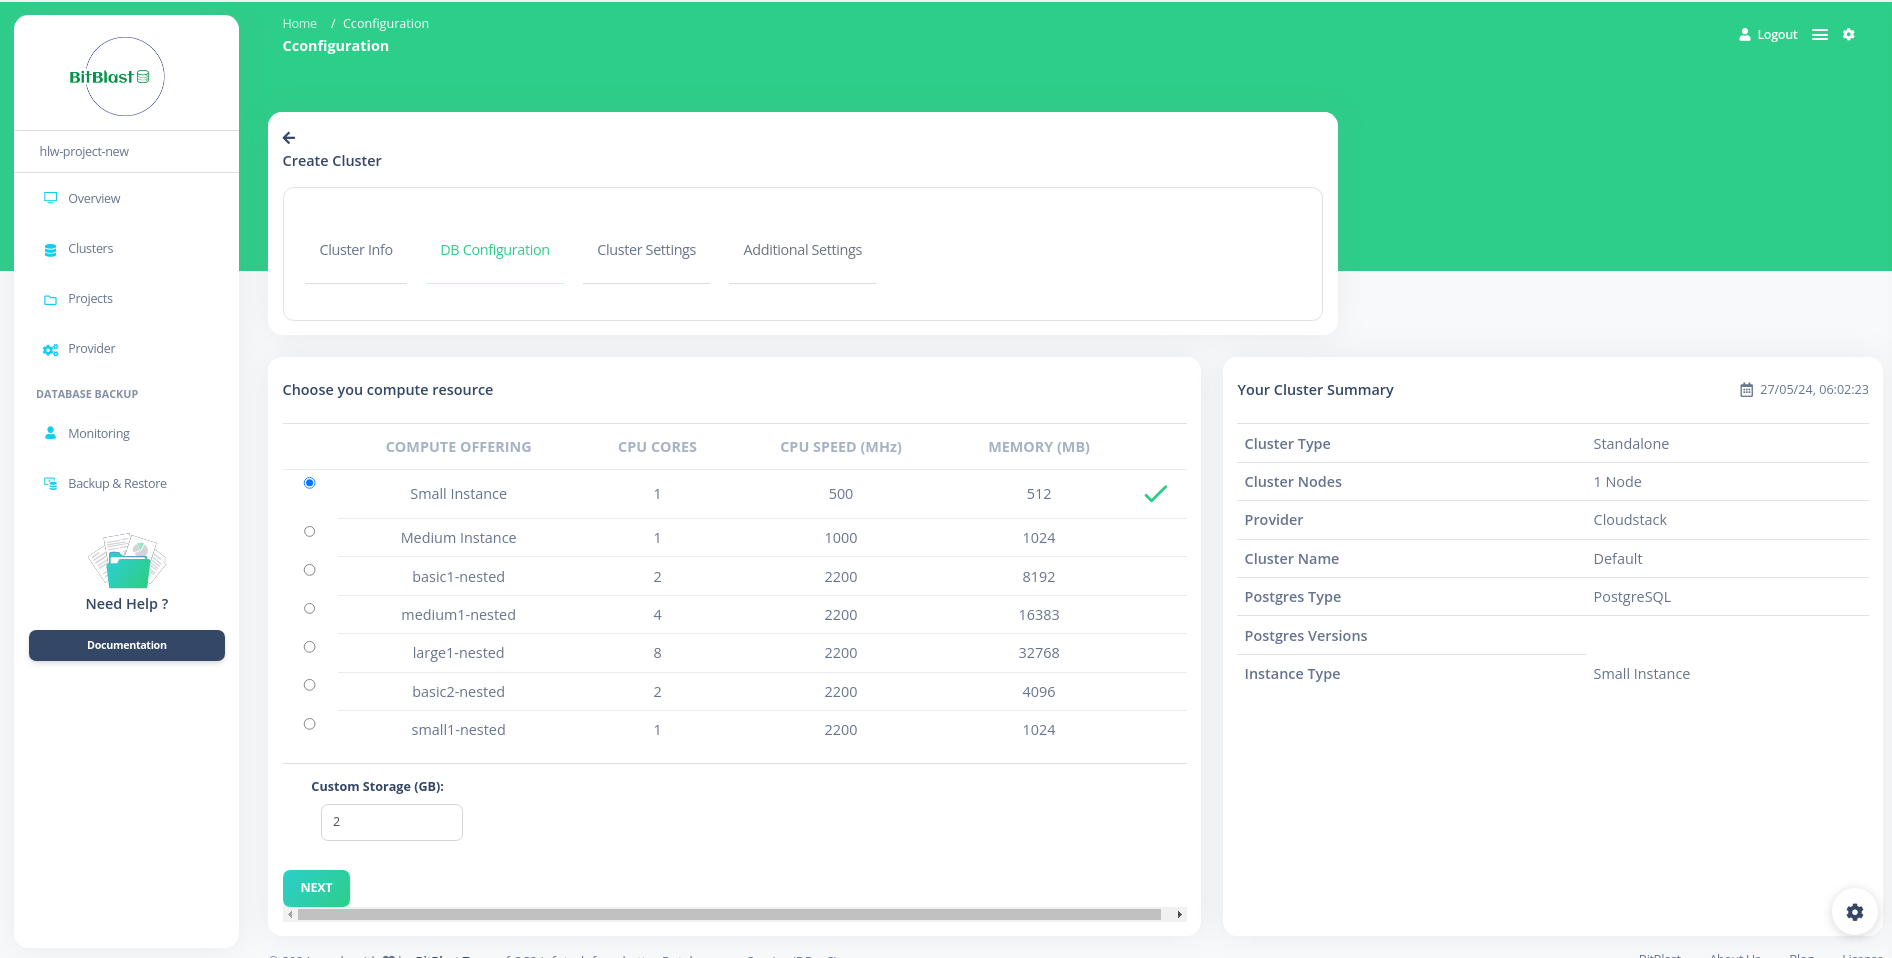 BitBlast
hlw-project-new
Overview
Clusters
Projects
Provider
DATABASE BACKUP
Monitoring
Backup & Restore
Need Help ?
Documentation
Home / Cconfiguration
Cconfiguration
Logout
Create Cluster
Cluster Info DB Configuration Cluster Settings Additional Settings
Choose you compute resource
COMPUTE OFFERING CPU CORES CPU SPEED (MHz) MEMORY (MB)
Small Instance 1 500 512
Medium Instance 1 1000 1024
basic1-nested 2 2200 8192
medium1-nested 4 2200 16383
large1-nested 8 2200 32768
basic2-nested 2 2200 4096
small1-nested 1 2200 1024
Custom Storage (GB):
2
NEXT
Your Cluster Summary 27/05/24, 06:02:23
Cluster Type Standalone
Cluster Nodes 1 Node
Provider Cloudstack
Cluster Name Default
Postgres Type PostgreSQL
Postgres Versions
Instance Type Small Instance
BitBlast About Us Blog License